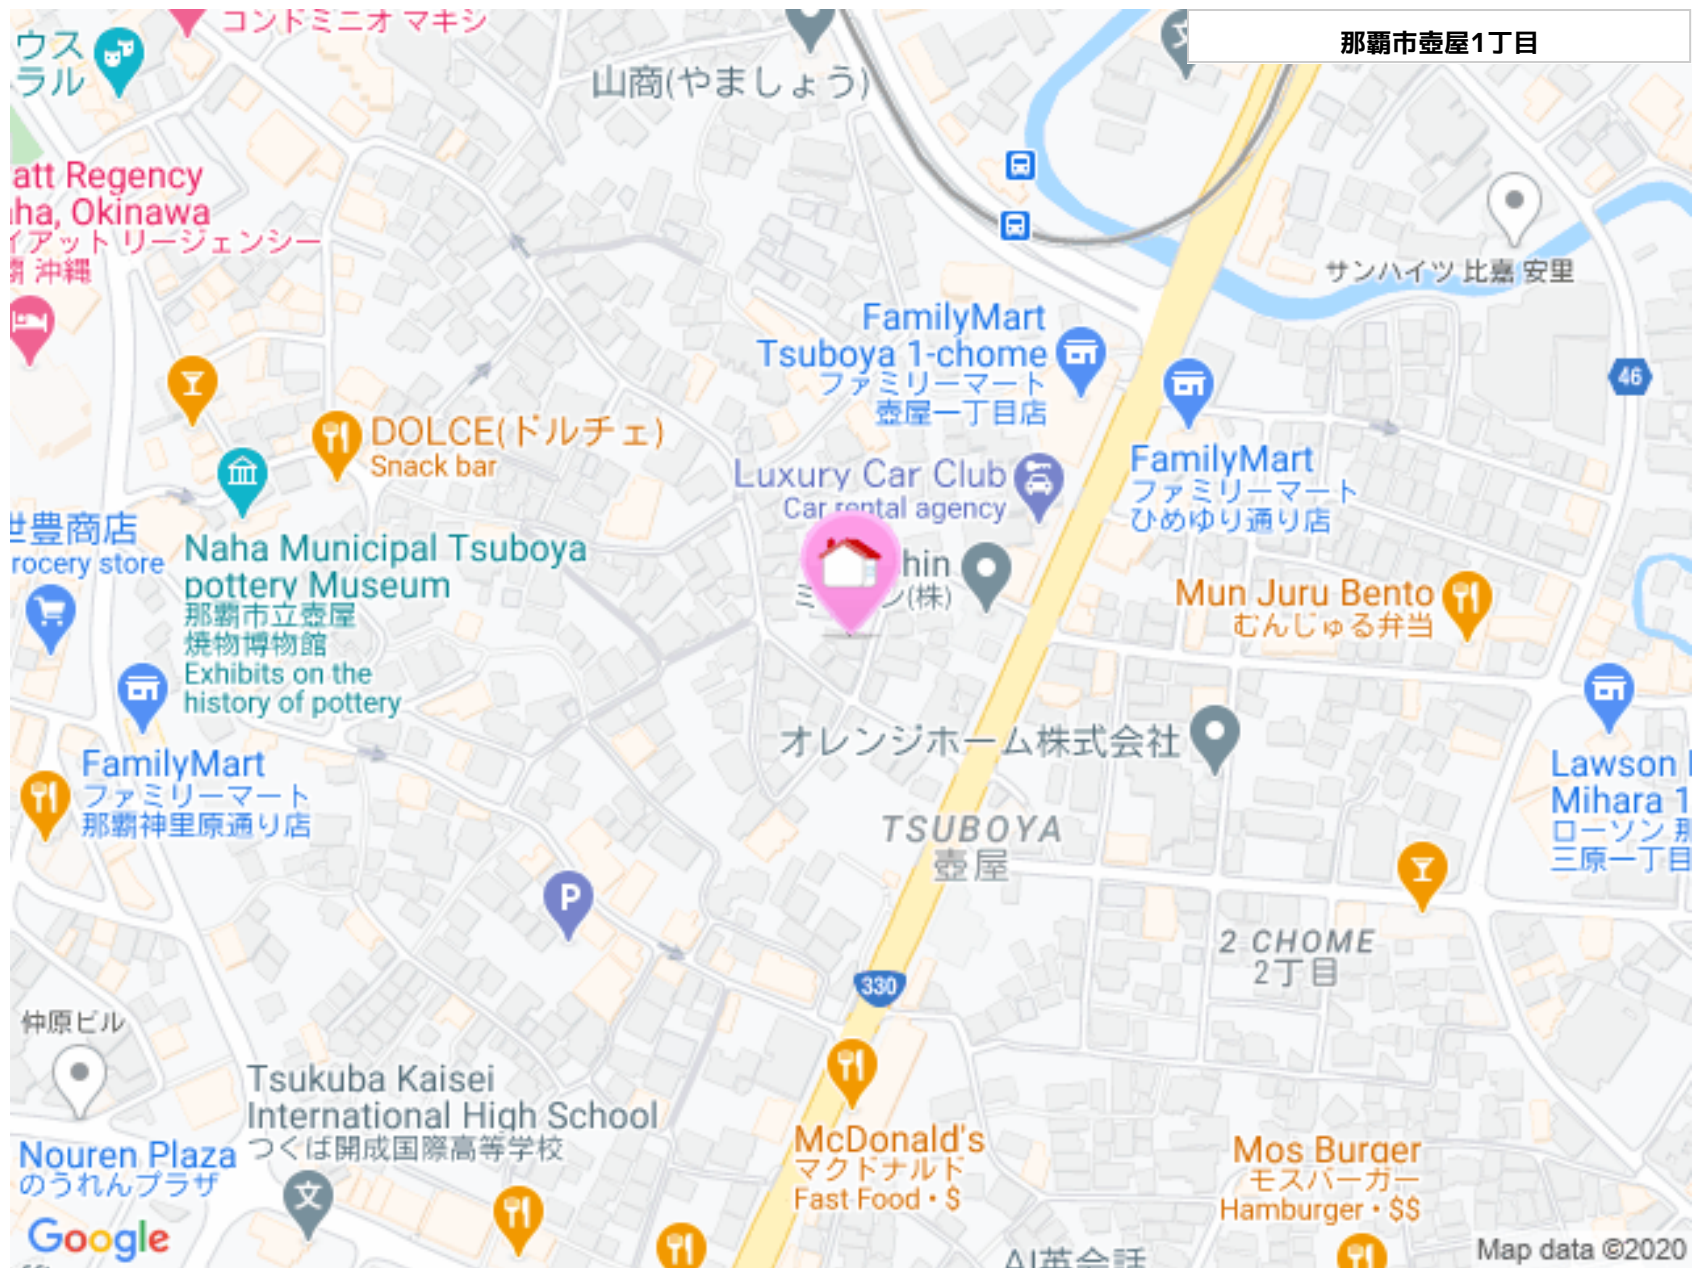 コンドミニオ マキシ
那覇市壺屋1丁目
ウス
ラル
山商(やましょう)
att Regency
aha, Okinawa
イアット リージェンシー
覇 沖縄
サンハイツ 比嘉 安里
FamilyMart
Tsuboya 1-chome
ファミリーマート
壺屋一丁目店
46
DOLCE(ドルチェ)
Snack bar
Luxury Car Club
Car rental agency
FamilyMart
ファミリーマート
ひめゆり通り店
世豊商店
rocery store
Naha Municipal Tsuboya
pottery Museum
那覇市立壺屋
焼物博物館
Exhibits on the
history of pottery
hin
ミ
ン(株)
Mun Juru Bento
むんじゅる弁当
オレンジホーム株式会社
FamilyMart
ファミリーマート
那覇神里原通り店
Lawson
Mihara 1
ローソン 那
三原一丁目
TSUBOYA
壺屋
P
2 CHOME
2丁目
330
仲原ビル
Tsukuba Kaisei
International High School
つくば開成国際高等学校
文
Nouren Plaza
のうれんプラザ
McDonald's
マクドナルド
Fast Food • $
Mos Burger
モスバーガー
Hamburger • $$
Google
AI英会話
Map data ©2020